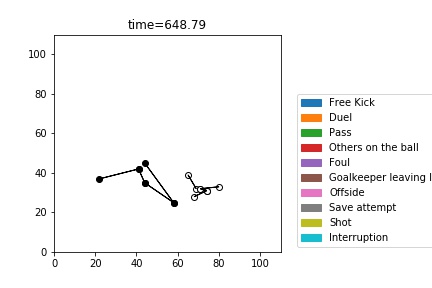 time=648.79
100
80
60
40
20
0
0 20 40 60 80 100
Free Kick
Duel
Pass
Others on the ball
Foul
Goalkeeper leaving l
Offside
Save attempt
Shot
Interruption